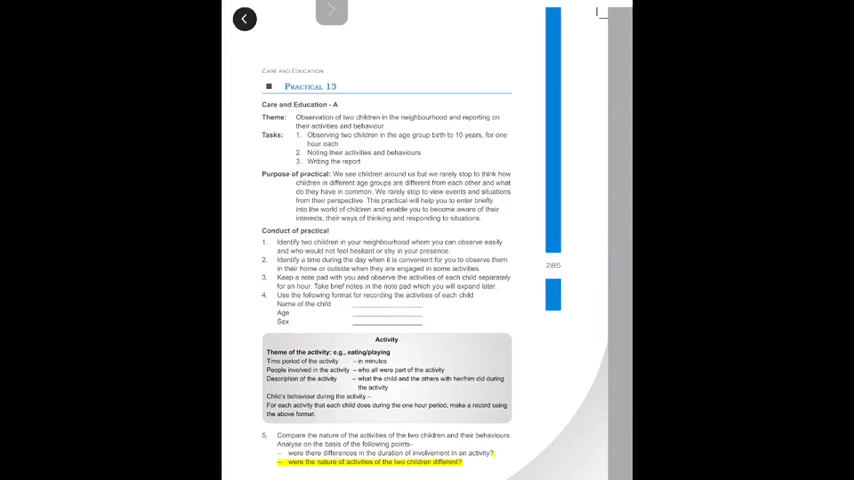 CARE AND EDUCATION
PRACTICAL 13
Care and Education - A
Theme: Observation of two children in the neighbourhood and reporting on
their activities and behaviour
Tasks: 1. Observing two children in the age group birth to 10 years, for one
hour each
2. Noting their activities and behaviours
3. Writing the report
Purpose of practical: We see children around us but we rarely stop to think how
children in different age groups are different from each other and what
do they have in common. We rarely stop to view events and situations
from their perspective. This practical will help you to enter briefly
into the world of children and enable you to become aware of their
interests, their ways of thinking and responding to situations.
Conduct of practical
1. Identify two children in your neighbourhood whom you can observe easily
and who would not feel hesitant or shy in your presence.
2. Identify a time during the day when it is convenient for you to observe them
in their home or outside when they are engaged in some activities.
3. Keep a note pad with you and observe the activities of each child separately
for an hour. Take brief notes in the note pad which you will expand later.
4. Use the following format for recording the activities of each child
Name of the child
Age
Sex
285
Activity
Theme of the activity: e.g., eating/playing
Time period of the activity – in minutes
People involved in the activity – who all were part of the activity
Description of the activity – what the child and the others with her/him did during
the activity
Child's behaviour during the activity –
For each activity that each child does during the one hour period, make a record using
the above format.
5. Compare the nature of the activities of the two children and their behaviours.
Analyse on the basis of the following points-
– were there differences in the duration of involvement in an activity?
– were the nature of activities of the two children different?